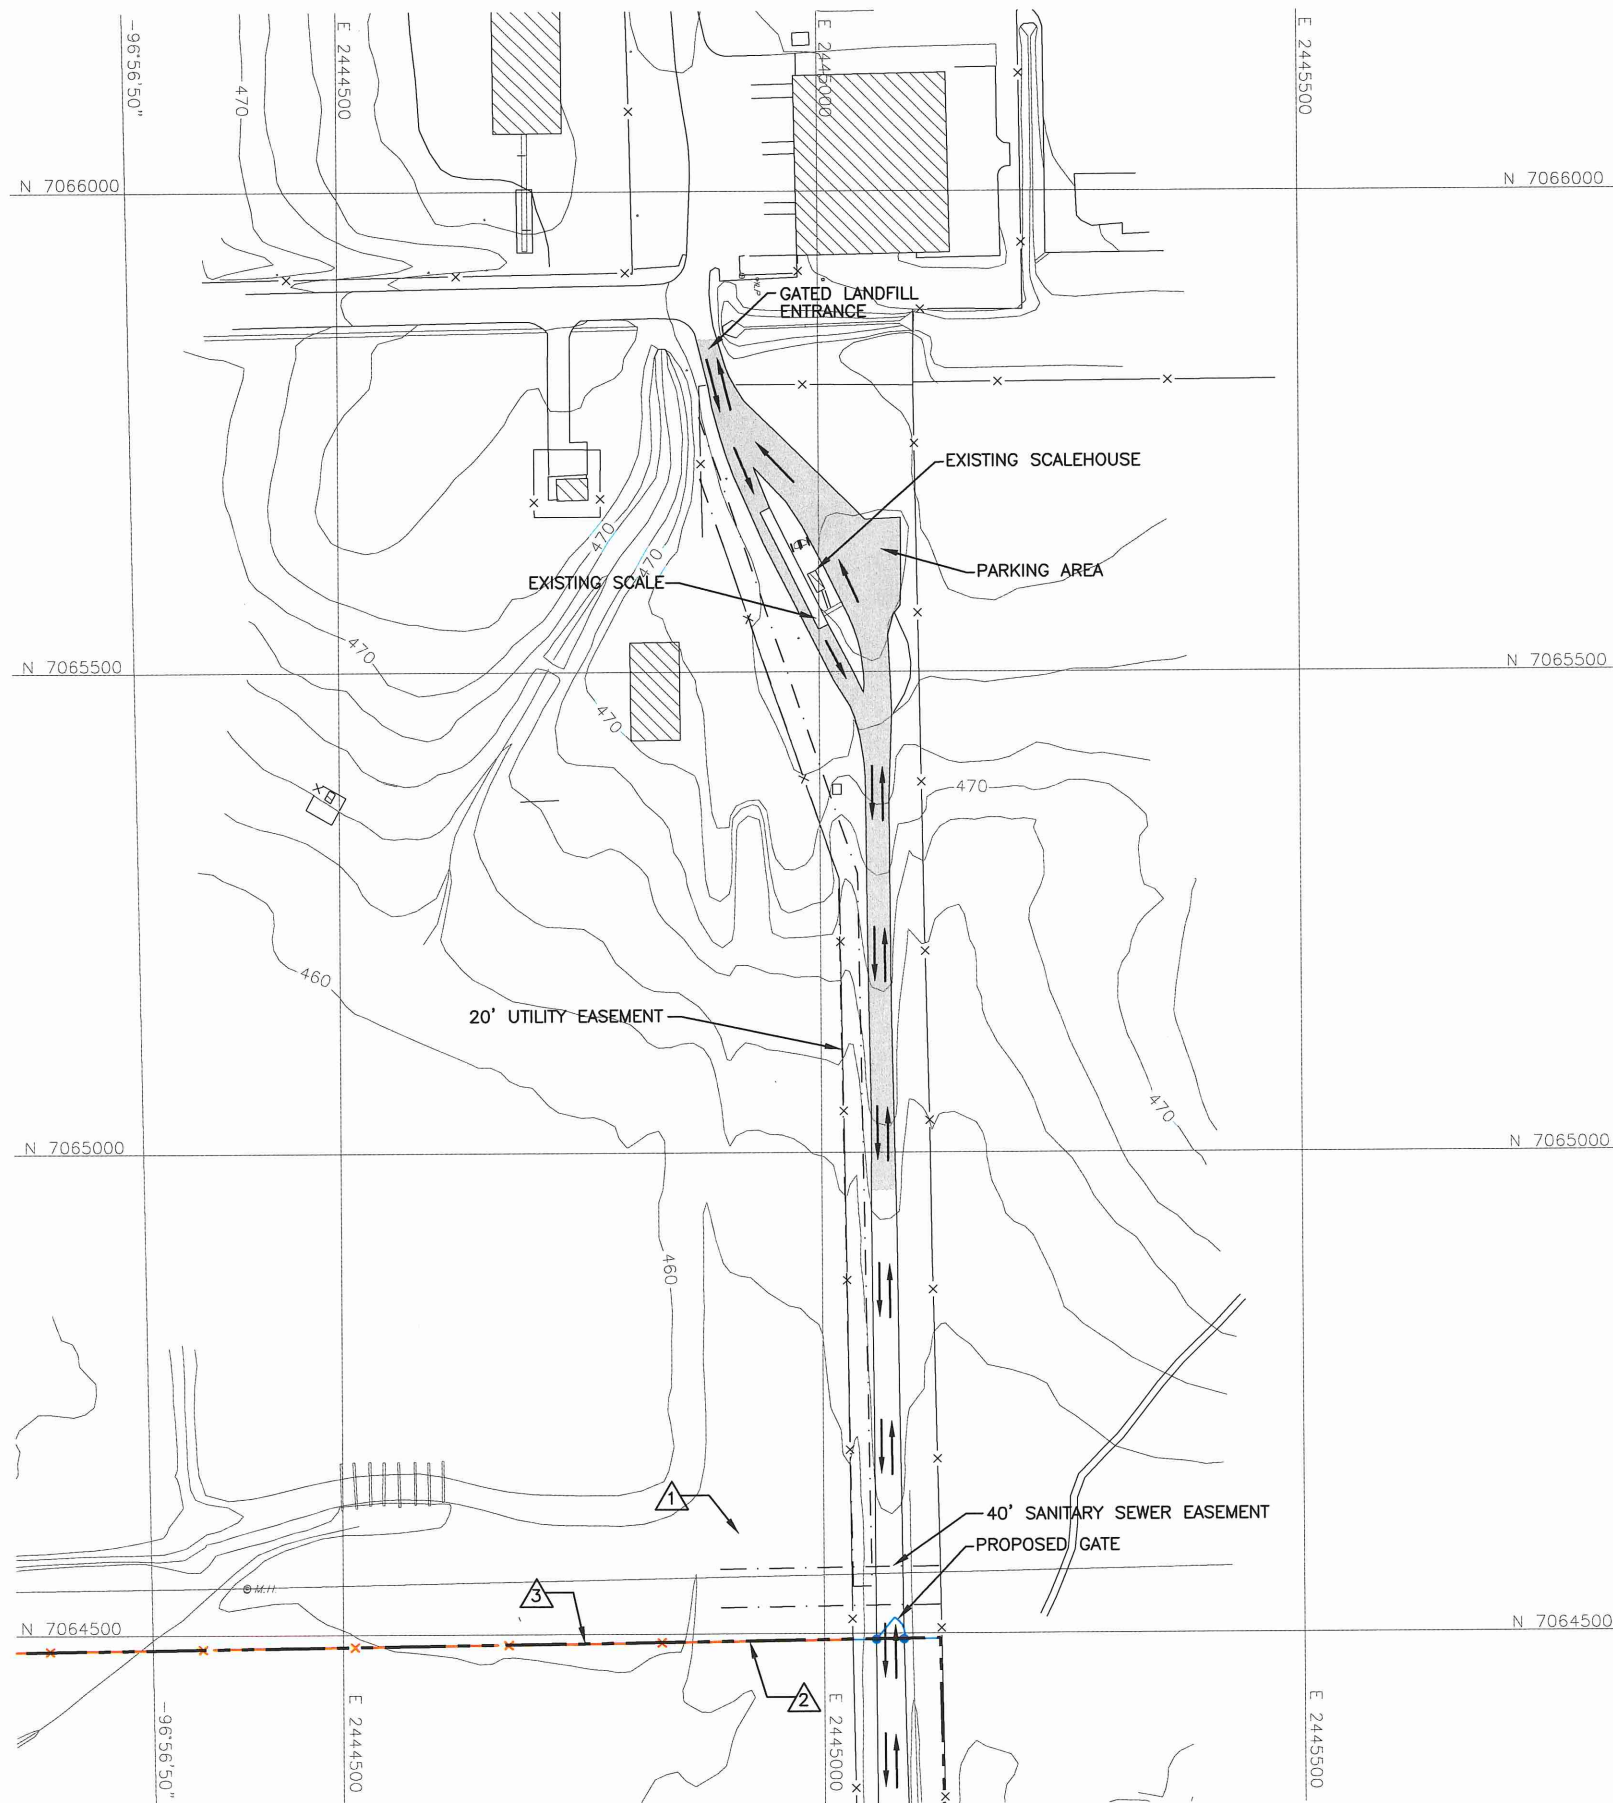 -96°56'50"
E 2444500
E 2445000
E 2445500
470
N 7066000
N 7066000
GATED LANDFILL
ENTRANCE
EXISTING SCALEHOUSE
470
470
EXISTING SCALE
PARKING AREA
470
N 7065500
N 7065500
470
470
460
20' UTILITY EASEMENT
470
N 7065000
N 7065000
460
1
40' SANITARY SEWER EASEMENT
PROPOSED GATE
M.H.
3
N 7064500
N 7064500
2
-96°56'50"
E 2444500
E 2445000
E 2445500